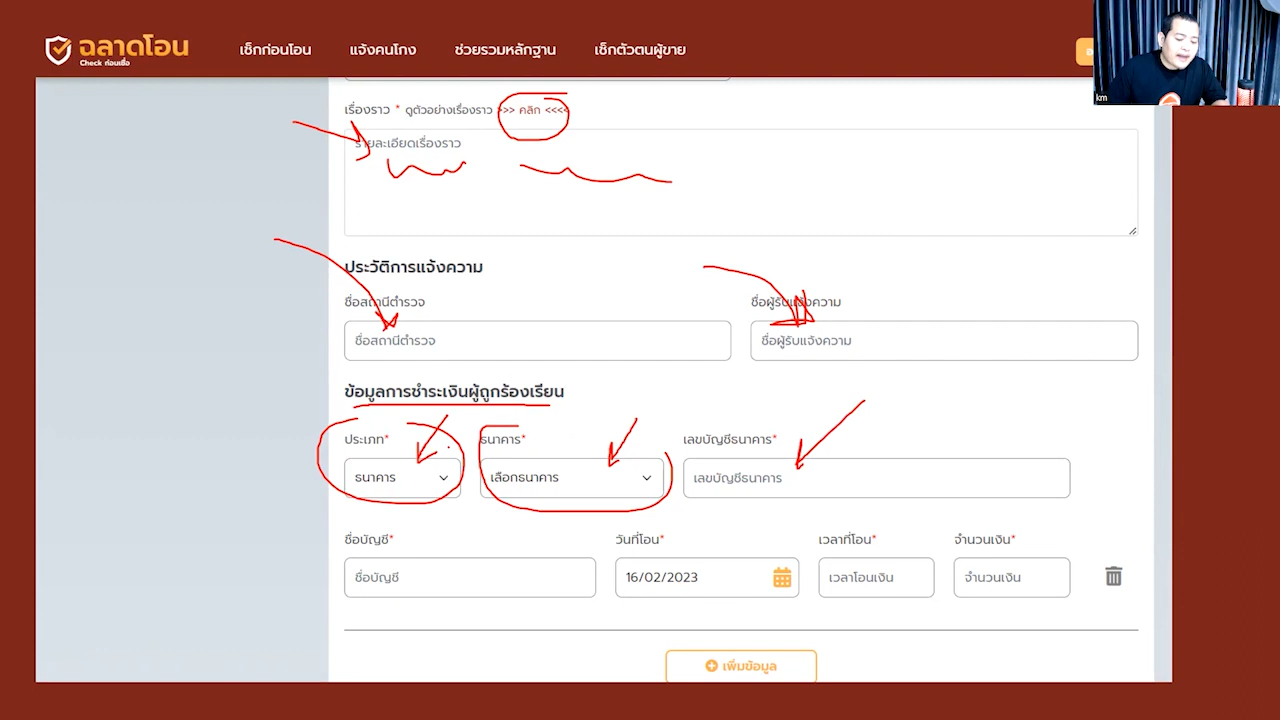 ฉลาดโอน
Check ก่อนเชื่อ
เช็กก่อนโอน แจ้งคนโกง ช่วยรวมหลักฐาน เช็กตัวตนผู้ขาย
km
เรื่องราว * ดูตัวอย่างเรื่องราว >>> คลิก <<<<
รายละเอียดเรื่องราว
ประวัติการแจ้งความ
ชื่อสถานีตำรวจ ชื่อผู้รับแจ้งความ
ชื่อสถานีตำรวจ ชื่อผู้รับแจ้งความ
ข้อมูลการชำระเงินผู้ถูกร้องเรียน
ประเภท* ธนาคาร* เลขบัญชีธนาคาร*
ธนาคาร เลือกธนาคาร เลขบัญชีธนาคาร
ชื่อบัญชี* วันที่โอน* เวลาที่โอน* จำนวนเงิน*
ชื่อบัญชี 16/02/2023 เวลาโอนเงิน จำนวนเงิน
เพิ่มข้อมูล